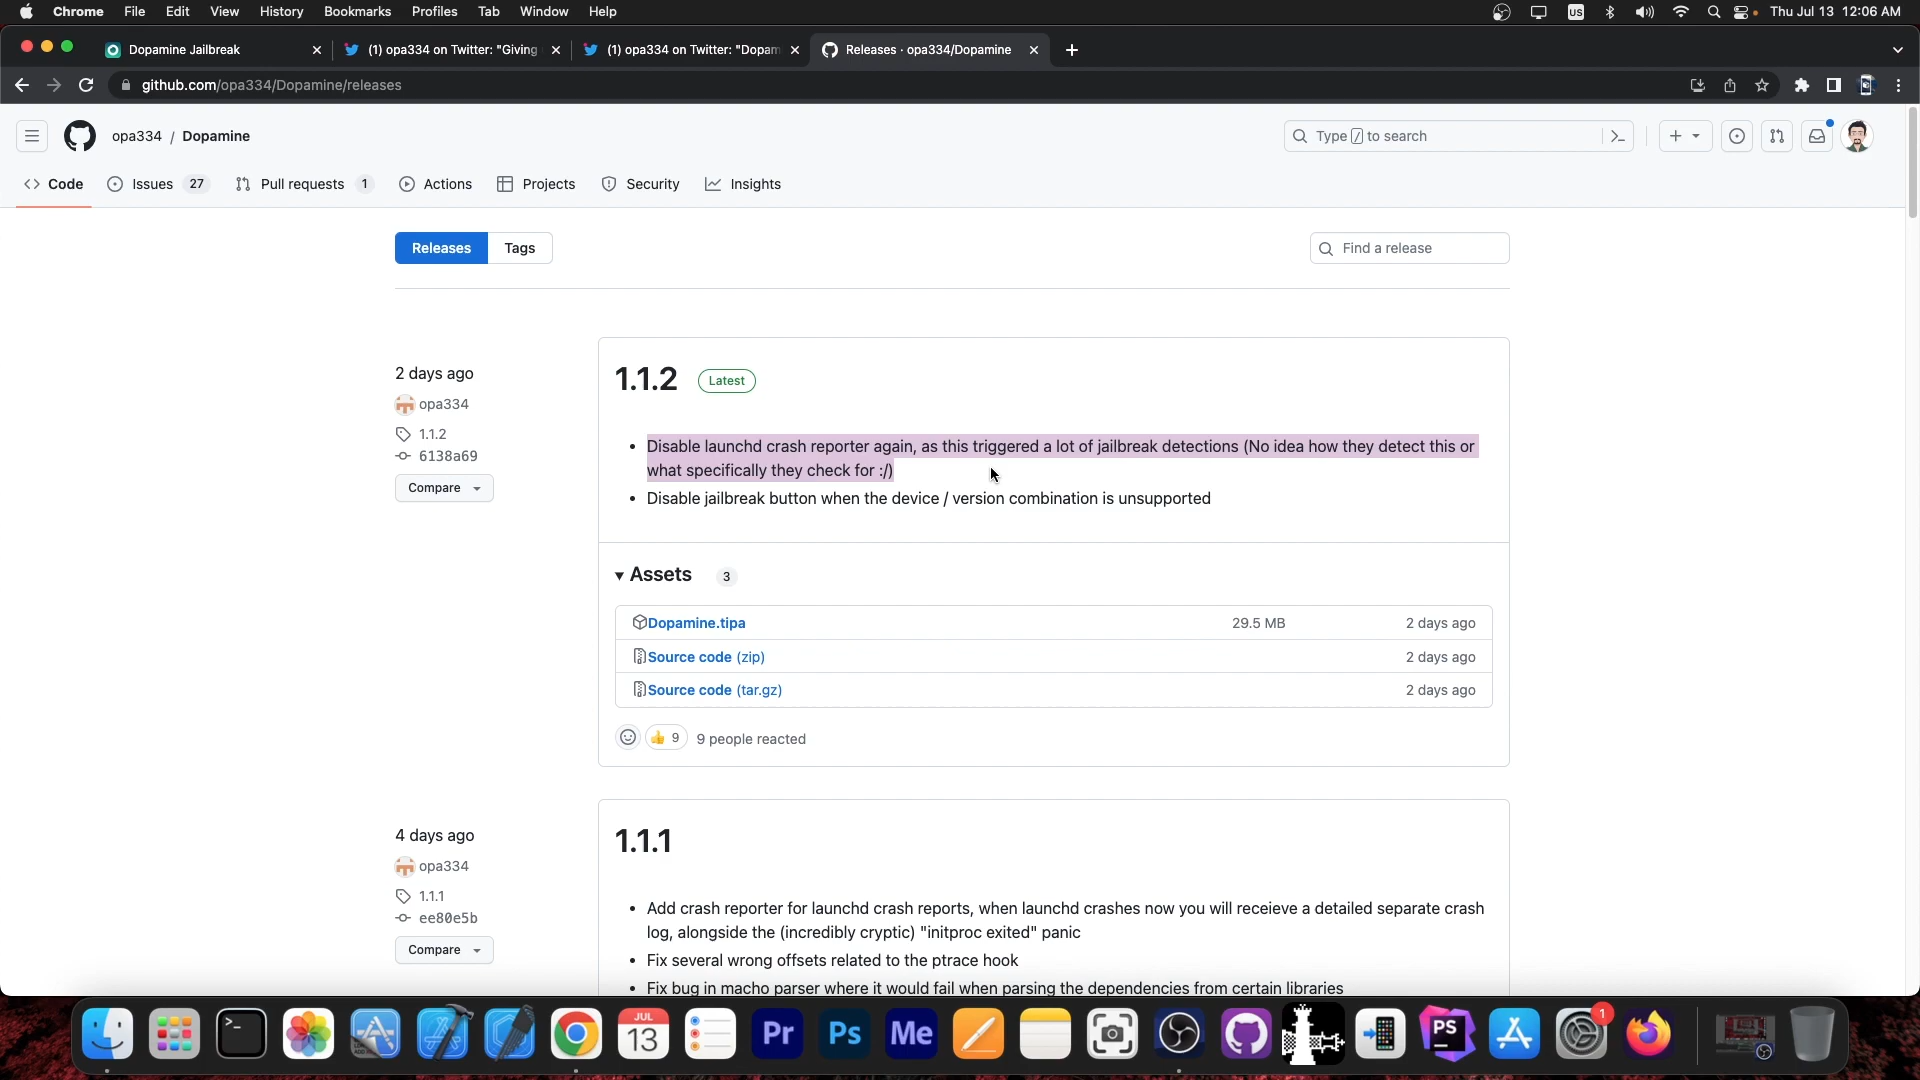 Chrome File Edit View History Bookmarks Profiles Tab Window Help
US
Thu Jul 13 12:06 AM
Dopamine Jailbreak
(1) opa334 on Twitter: "Giving
(1) opa334 on Twitter: "Dopam
Releases · opa334/Dopamine
github.com/opa334/Dopamine/releases
opa334 / Dopamine
Type / to search
Code
Issues 27
Pull requests 1
Actions
Projects
Security
Insights
Releases
Tags
Find a release
2 days ago
opa334
1.1.2
6138a69
Compare
1.1.2 Latest
• Disable launchd crash reporter again, as this triggered a lot of jailbreak detections (No idea how they detect this or
what specifically they check for :/)
• Disable jailbreak button when the device / version combination is unsupported
Assets 3
Dopamine.tipa 29.5 MB 2 days ago
Source code (zip) 2 days ago
Source code (tar.gz) 2 days ago
👍 9 9 people reacted
4 days ago
opa334
1.1.1
ee80e5b
Compare
1.1.1
• Add crash reporter for launchd crash reports, when launchd crashes now you will receieve a detailed separate crash
log, alongside the (incredibly cryptic) "initproc exited" panic
• Fix several wrong offsets related to the ptrace hook
• Fix bug in macho parser where it would fail when parsing the dependencies from certain libraries
JUL
13
Pr
Ps
Me
PS
1